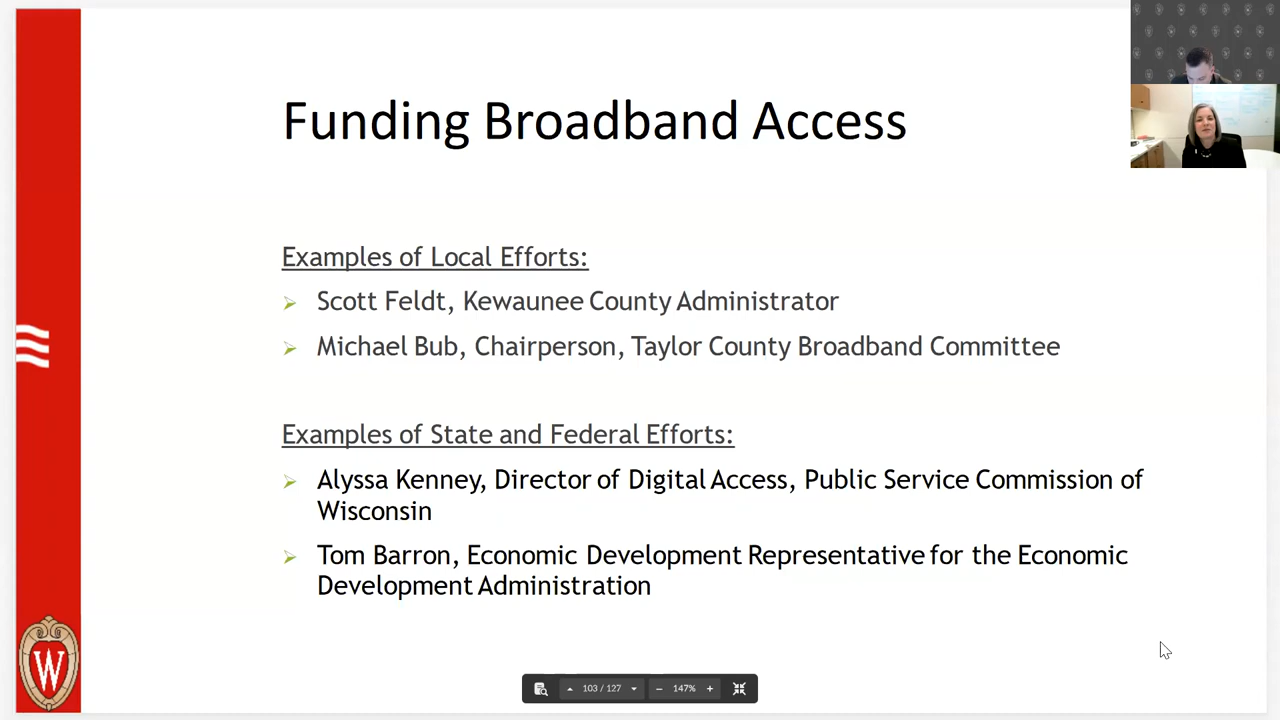 Funding Broadband Access
Examples of Local Efforts:
Scott Feldt, Kewaunee County Administrator
Michael Bub, Chairperson, Taylor County Broadband Committee
Examples of State and Federal Efforts:
Alyssa Kenney, Director of Digital Access, Public Service Commission of
Wisconsin
Tom Barron, Economic Development Representative for the Economic
Development Administration
W
103 / 127
147%